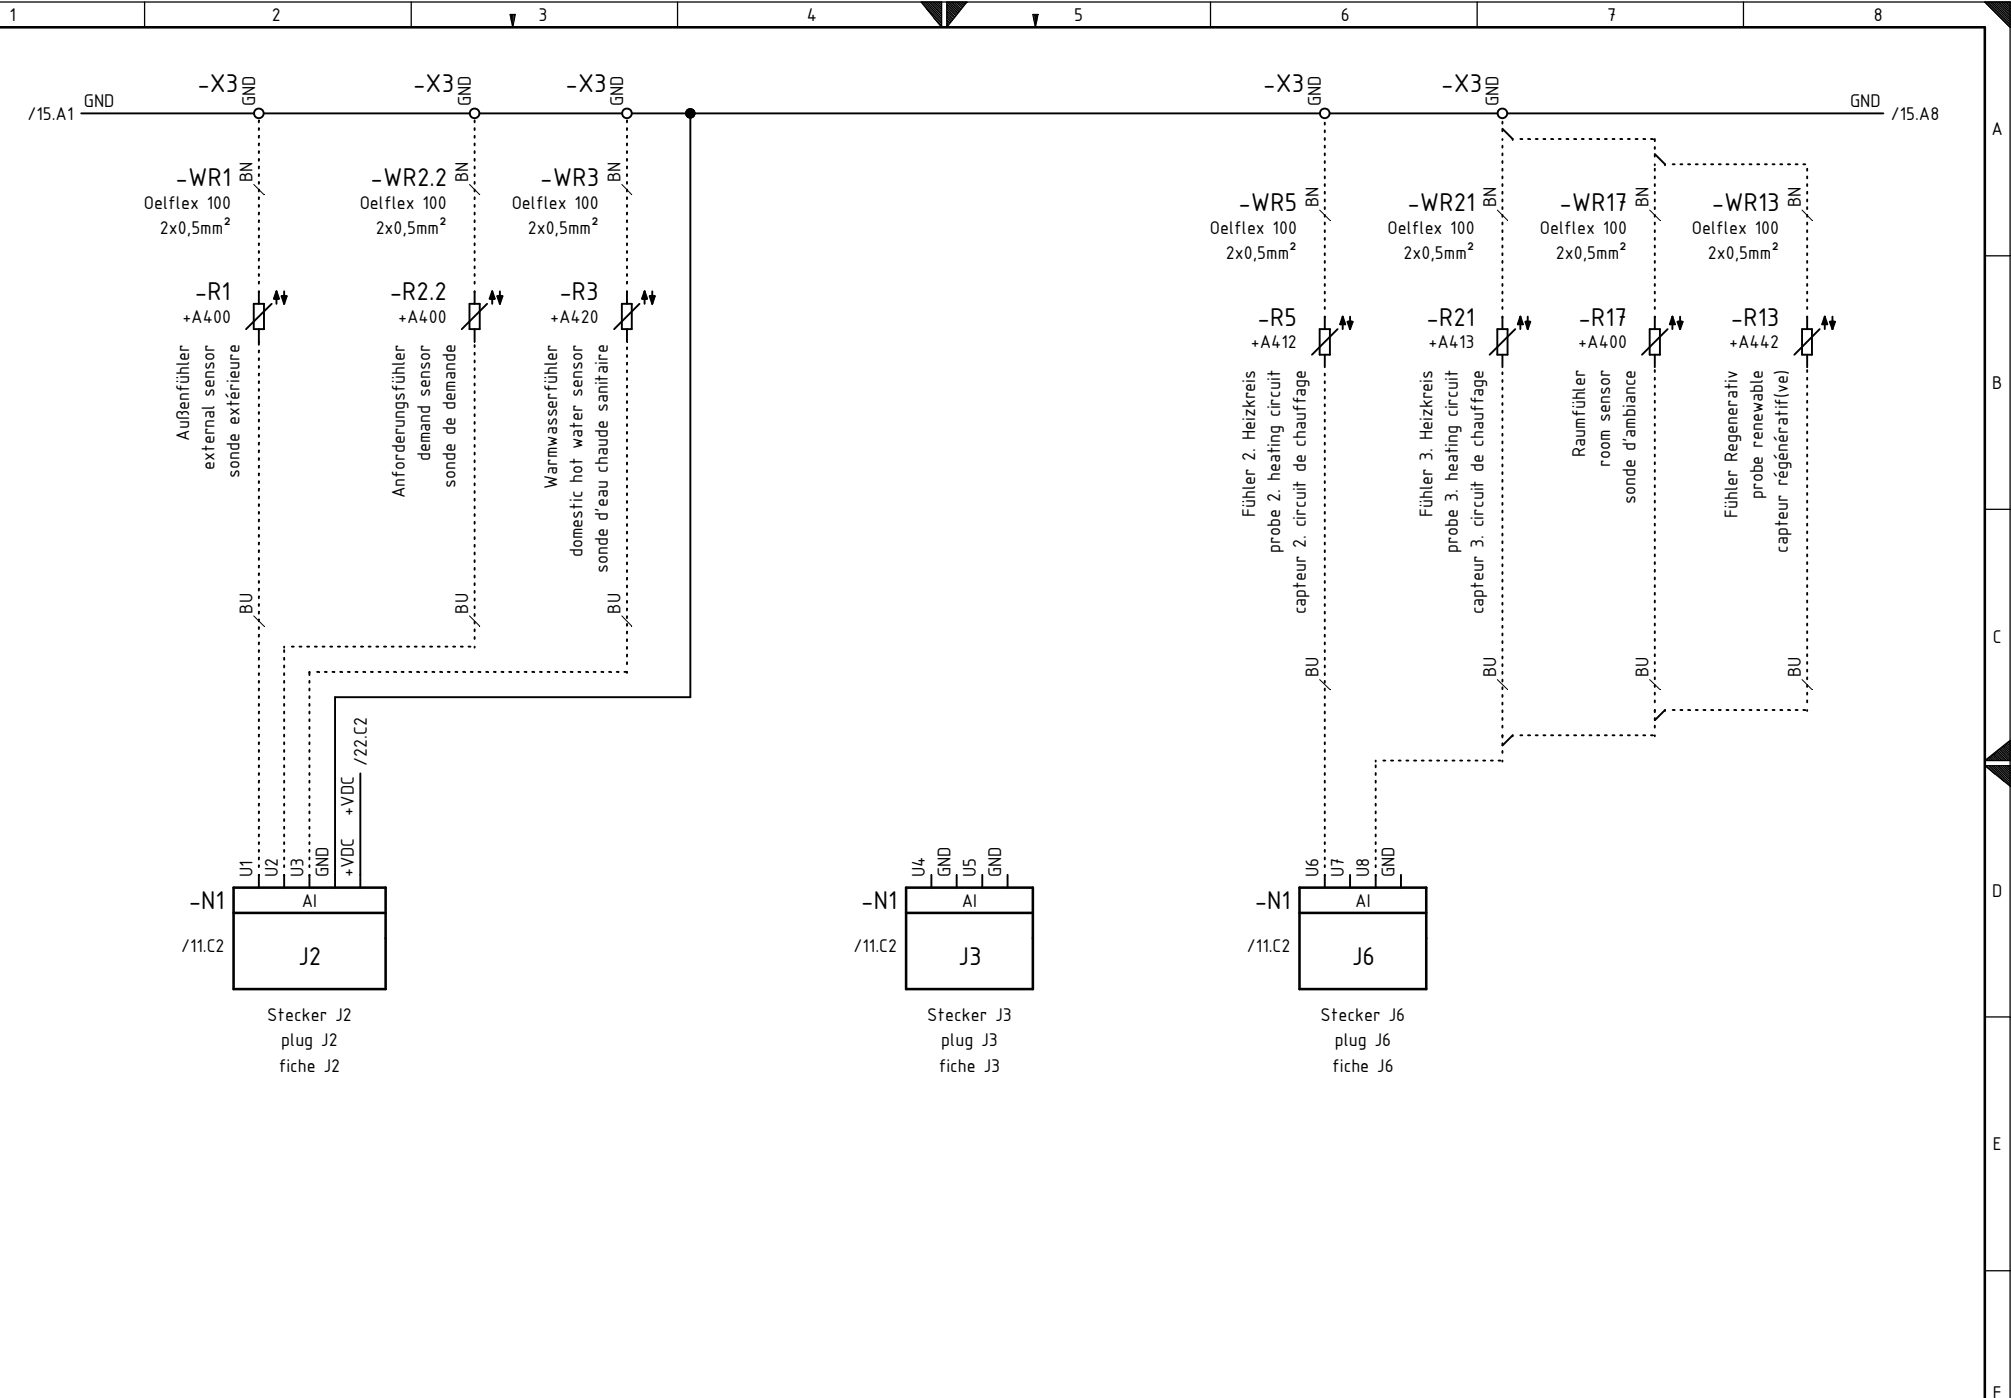 1
2
3
4
5
6
7
8
A
B
C
D
E
F
/15.A1
GND
GND
/15.A8
-X3
GND
-X3
GND
-X3
GND
-X3
GND
-X3
GND
-WR1
BN
Oelflex 100
2x0,5mm²
-WR2.2
BN
Oelflex 100
2x0,5mm²
-WR3
BN
Oelflex 100
2x0,5mm²
-WR5
BN
Oelflex 100
2x0,5mm²
-WR21
BN
Oelflex 100
2x0,5mm²
-WR17
BN
Oelflex 100
2x0,5mm²
-WR13
BN
Oelflex 100
2x0,5mm²
-R1
+A400
Außenfühler
external sensor
sonde extérieure
-R2.2
+A400
Anforderungsfühler
demand sensor
sonde de demande
-R3
+A420
Warmwasserfühler
domestic hot water sensor
sonde d'eau chaude sanitaire
-R5
+A412
Fühler 2. Heizkreis
probe 2. heating circuit
capteur 2. circuit de chauffage
-R21
+A413
Fühler 3. Heizkreis
probe 3. heating circuit
capteur 3. circuit de chauffage
-R17
+A400
Raumfühler
room sensor
sonde d'ambiance
-R13
+A442
Fühler Regenerativ
probe renewable
capteur régénératif(ve)
BU
BU
BU
BU
BU
BU
BU
/22.C2
+VDC
U1
U2
U3
GND
+VDC
-N1
AI
/11.C2
J2
Stecker J2
plug J2
fiche J2
U4
GND
U5
GND
-N1
AI
/11.C2
J3
Stecker J3
plug J3
fiche J3
U6
U7
U8
GND
-N1
AI
/11.C2
J6
Stecker J6
plug J6
fiche J6